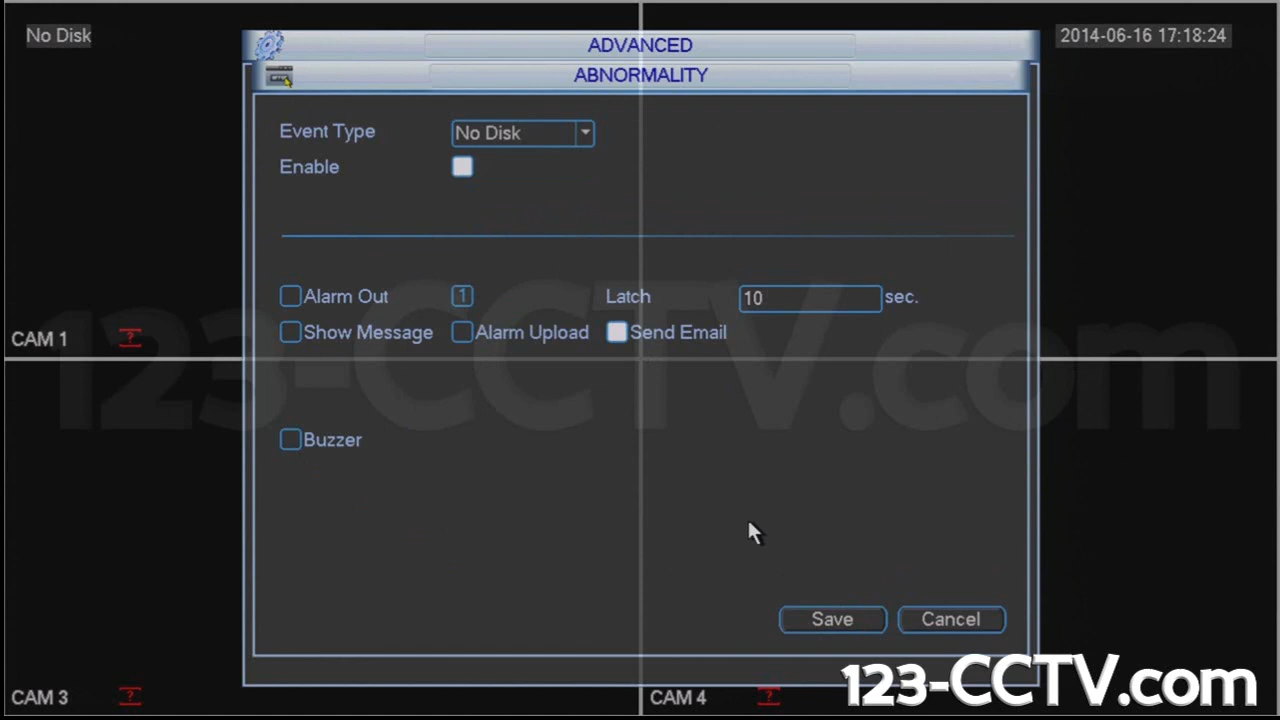 No Disk
2014-06-16 17:18:24
ADVANCED
ABNORMALITY
Event Type No Disk
Enable
Alarm Out 1 Latch 10 sec.
Show Message Alarm Upload Send Email
CAM 1 ?
123-CCTV.com
Buzzer
Save Cancel
CAM 3 ?
CAM 4 ?
123-CCTV.com